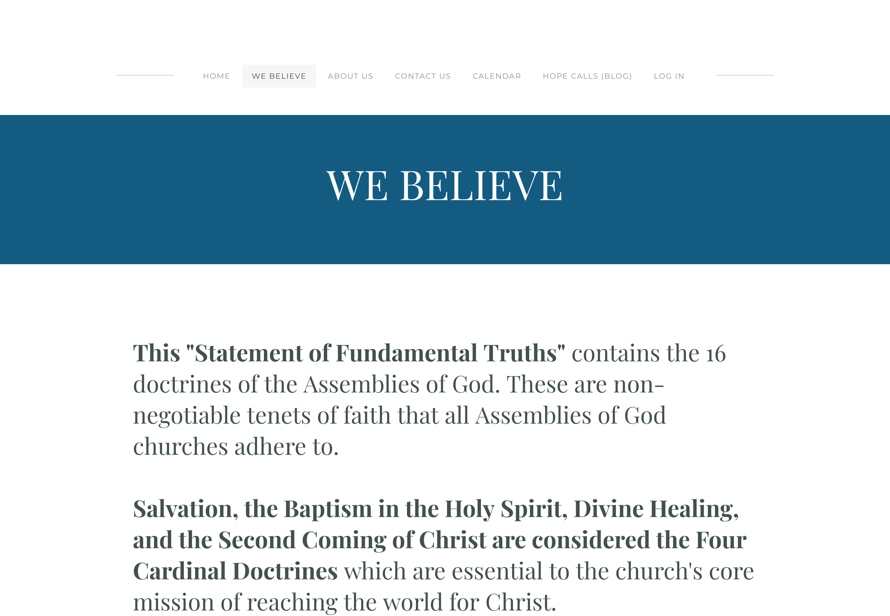 HOME WE BELIEVE ABOUT US CONTACT US CALENDAR HOPE CALLS (BLOG) LOG IN
WE BELIEVE
This "Statement of Fundamental Truths" contains the 16
doctrines of the Assemblies of God. These are non-
negotiable tenets of faith that all Assemblies of God
churches adhere to.
Salvation, the Baptism in the Holy Spirit, Divine Healing,
and the Second Coming of Christ are considered the Four
Cardinal Doctrines which are essential to the church's core
mission of reaching the world for Christ.